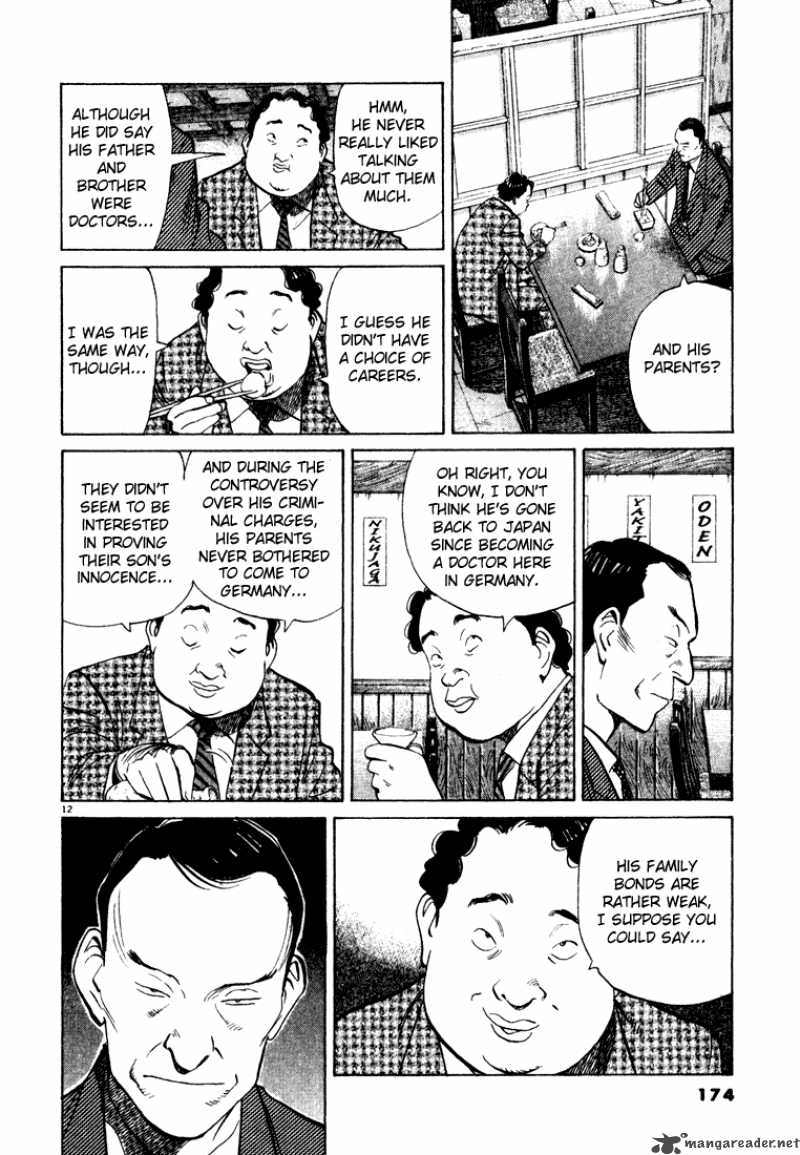 AND HIS
PARENTS?
HMM,
HE NEVER
REALLY LIKED
TALKING
ABOUT THEM
MUCH.
ALTHOUGH
HE DID SAY
HIS FATHER
AND
BROTHER
WERE
DOCTORS...
I GUESS HE
DIDN'T HAVE
A CHOICE OF
CAREERS.
I WAS THE
SAME WAY,
THOUGH...
ODEN
YAKIT
OH RIGHT, YOU
KNOW, I DON'T
THINK HE'S GONE
BACK TO JAPAN
SINCE BECOMING
A DOCTOR HERE
IN GERMANY.
NIKUJAGA
AND DURING THE
CONTROVERSY
OVER HIS CRIMI-
NAL CHARGES,
HIS PARENTS
NEVER BOTHERED
TO COME TO
GERMANY...
THEY DIDN'T
SEEM TO BE
INTERESTED
IN PROVING
THEIR SON'S
INNOCENCE...
12
HIS FAMILY
BONDS ARE
RATHER WEAK,
I SUPPOSE YOU
COULD SAY...
174
mangareader.net